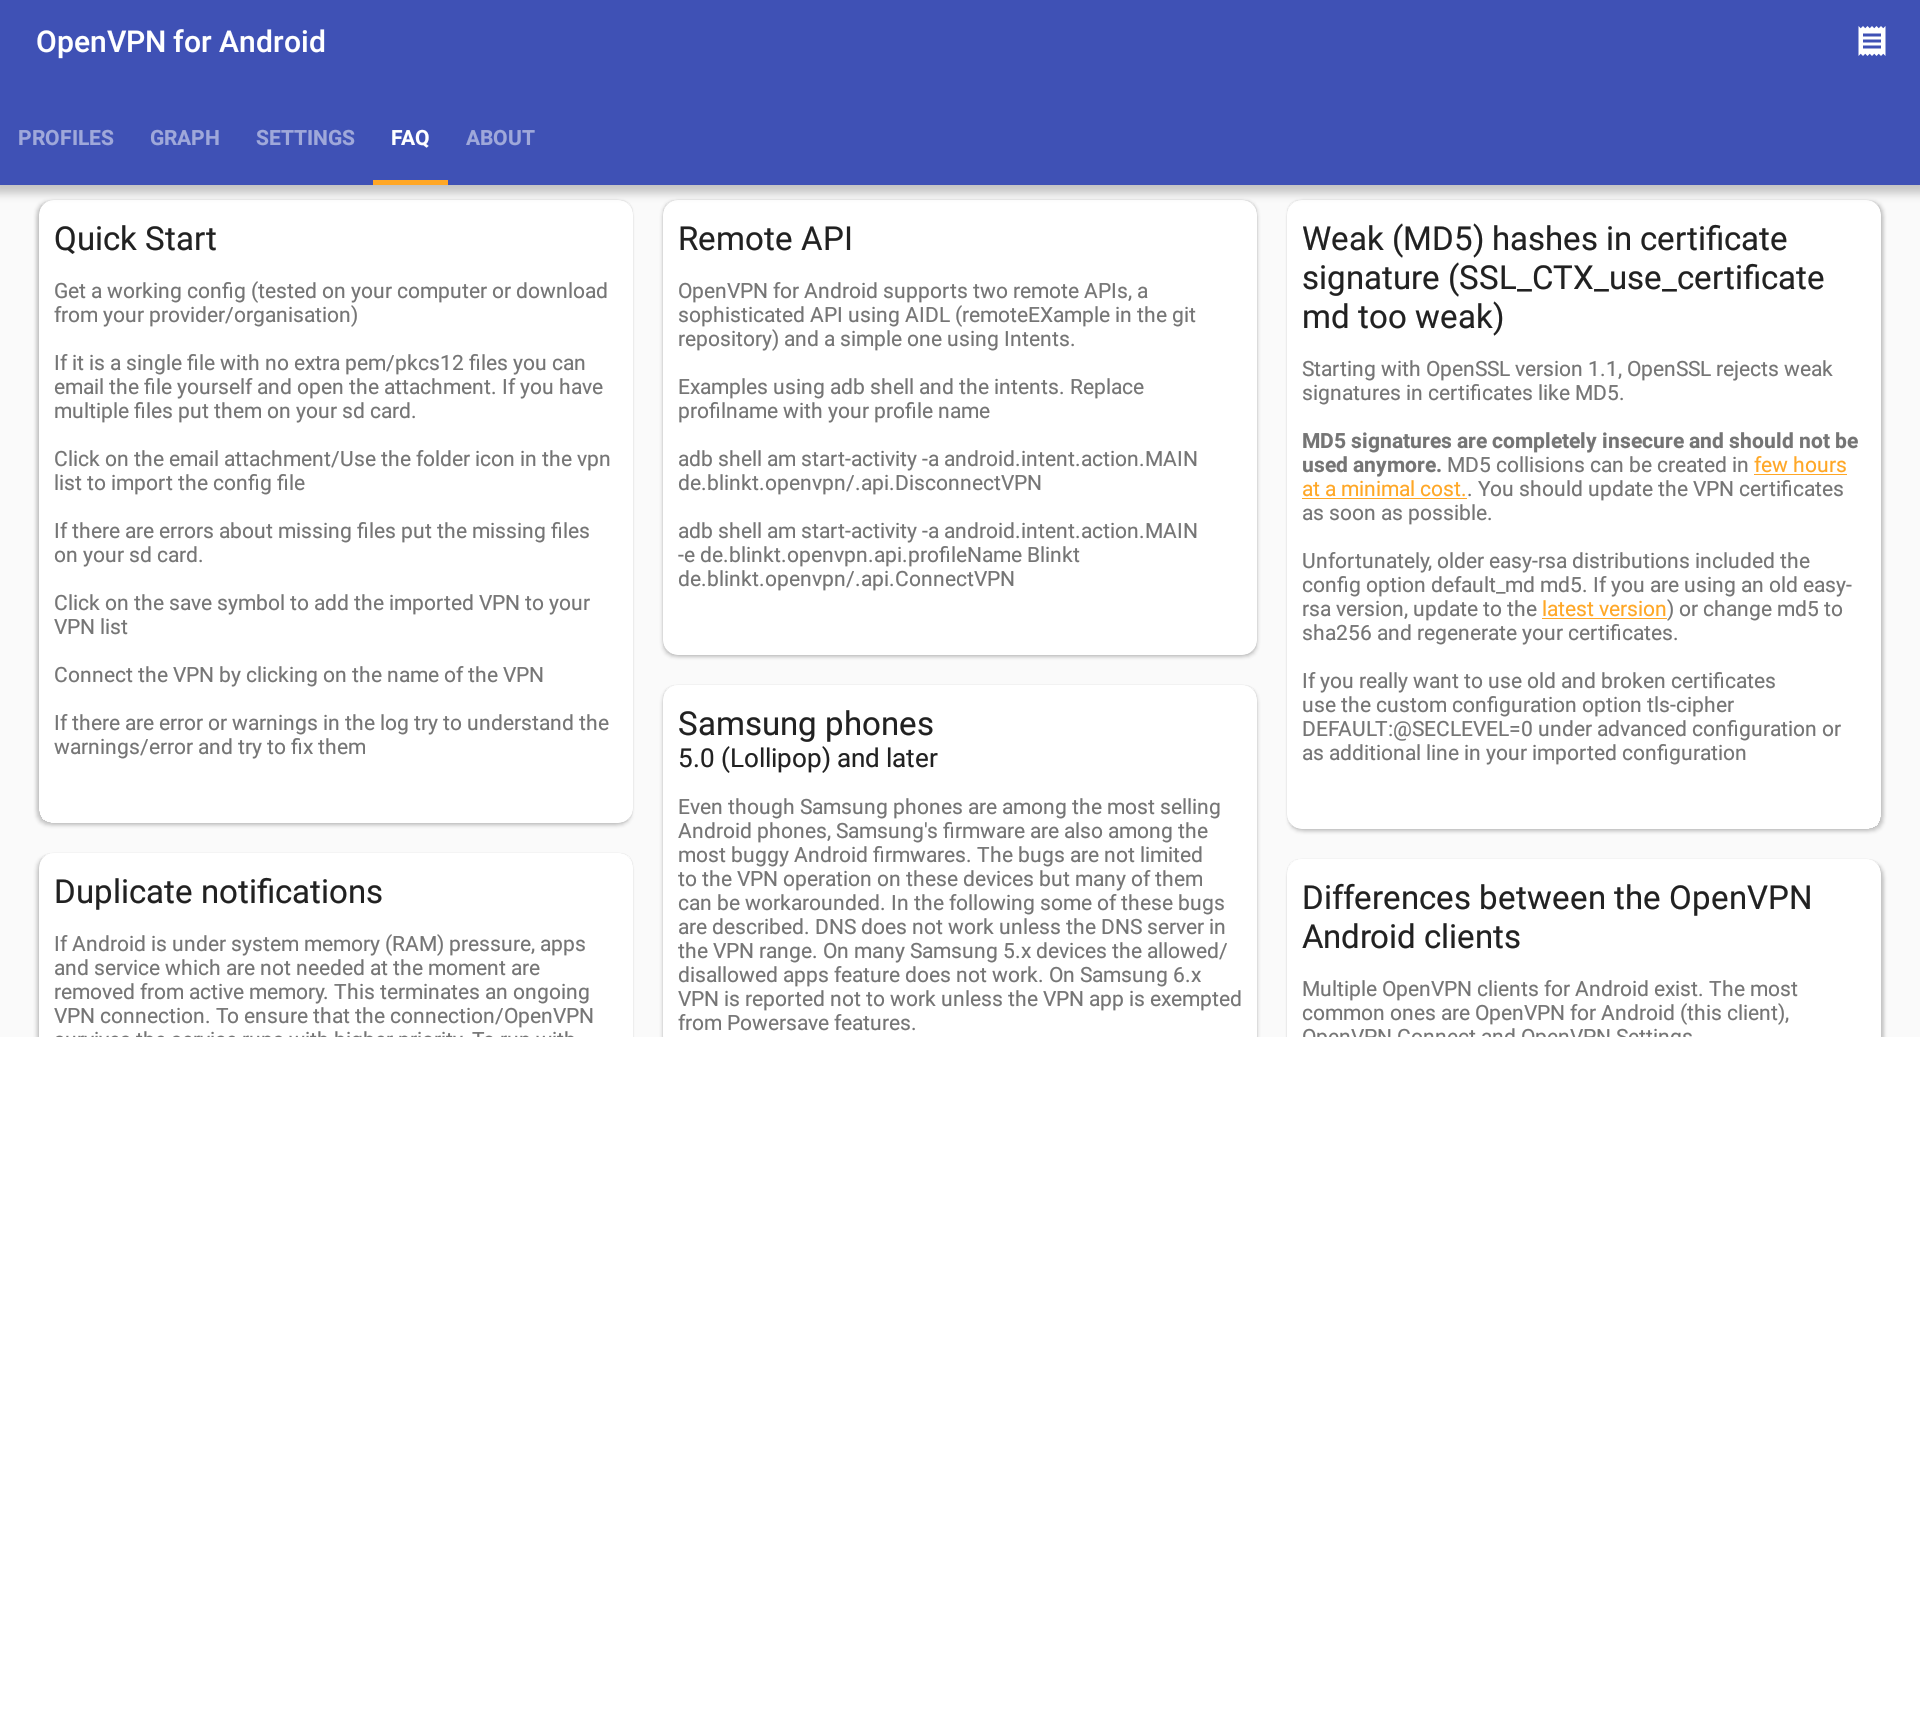 OpenVPN for Android
PROFILES GRAPH SETTINGS FAQ ABOUT
Quick Start
Get a working config (tested on your computer or download
from your provider/organisation)
If it is a single file with no extra pem/pkcs12 files you can
email the file yourself and open the attachment. If you have
multiple files put them on your sd card.
Click on the email attachment/Use the folder icon in the vpn
list to import the config file
If there are errors about missing files put the missing files
on your sd card.
Click on the save symbol to add the imported VPN to your
VPN list
Connect the VPN by clicking on the name of the VPN
If there are error or warnings in the log try to understand the
warnings/error and try to fix them
Duplicate notifications
If Android is under system memory (RAM) pressure, apps
and service which are not needed at the moment are
removed from active memory. This terminates an ongoing
VPN connection. To ensure that the connection/OpenVPN
survives the service runs with higher priority. To run with
Remote API
OpenVPN for Android supports two remote APIs, a
sophisticated API using AIDL (remoteEXample in the git
repository) and a simple one using Intents.
Examples using adb shell and the intents. Replace
profilname with your profile name
adb shell am start-activity -a android.intent.action.MAIN
de.blinkt.openvpn/.api.DisconnectVPN
adb shell am start-activity -a android.intent.action.MAIN
-e de.blinkt.openvpn.api.profileName Blinkt
de.blinkt.openvpn/.api.ConnectVPN
Samsung phones
5.0 (Lollipop) and later
Even though Samsung phones are among the most selling
Android phones, Samsung's firmware are also among the
most buggy Android firmwares. The bugs are not limited
to the VPN operation on these devices but many of them
can be workarounded. In the following some of these bugs
are described. DNS does not work unless the DNS server in
the VPN range. On many Samsung 5.x devices the allowed/
disallowed apps feature does not work. On Samsung 6.x
VPN is reported not to work unless the VPN app is exempted
from Powersave features.
Weak (MD5) hashes in certificate
signature (SSL_CTX_use_certificate
md too weak)
Starting with OpenSSL version 1.1, OpenSSL rejects weak
signatures in certificates like MD5.
MD5 signatures are completely insecure and should not be
used anymore. MD5 collisions can be created in few hours
at a minimal cost.. You should update the VPN certificates
as soon as possible.
Unfortunately, older easy-rsa distributions included the
config option default_md md5. If you are using an old easy-
rsa version, update to the latest version) or change md5 to
sha256 and regenerate your certificates.
If you really want to use old and broken certificates
use the custom configuration option tls-cipher
DEFAULT:@SECLEVEL=0 under advanced configuration or
as additional line in your imported configuration
Differences between the OpenVPN
Android clients
Multiple OpenVPN clients for Android exist. The most
common ones are OpenVPN for Android (this client),
OpenVPN Connect and OpenVPN Settings.